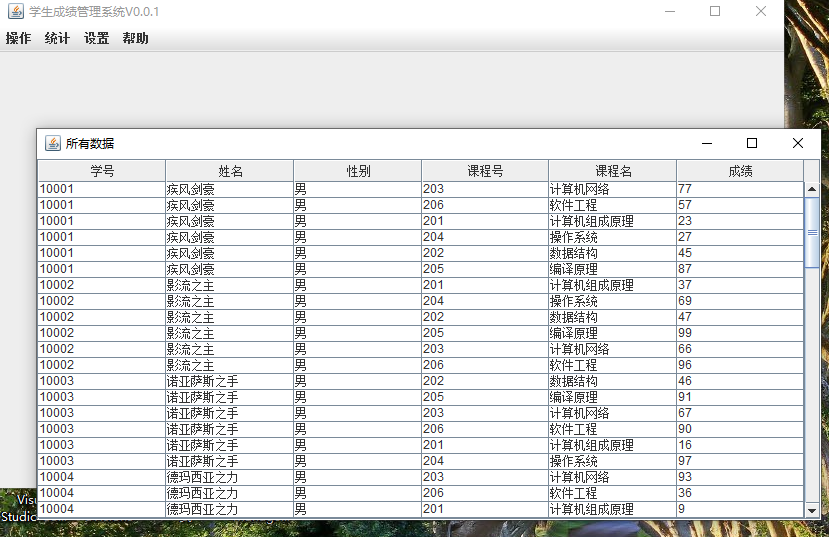 学生成绩管理系统V0.0.1
操作 统计 设置 帮助
所有数据
学号 姓名 性别 课程号 课程名 成绩
10001 疾风剑豪 男 203 计算机网络 77
10001 疾风剑豪 男 206 软件工程 57
10001 疾风剑豪 男 201 计算机组成原理 23
10001 疾风剑豪 男 204 操作系统 27
10001 疾风剑豪 男 202 数据结构 45
10001 疾风剑豪 男 205 编译原理 87
10002 影流之主 男 201 计算机组成原理 37
10002 影流之主 男 204 操作系统 69
10002 影流之主 男 202 数据结构 47
10002 影流之主 男 205 编译原理 99
10002 影流之主 男 203 计算机网络 66
10002 影流之主 男 206 软件工程 96
10003 诺亚萨斯之手 男 202 数据结构 46
10003 诺亚萨斯之手 男 205 编译原理 91
10003 诺亚萨斯之手 男 203 计算机网络 67
10003 诺亚萨斯之手 男 206 软件工程 90
10003 诺亚萨斯之手 男 201 计算机组成原理 16
10003 诺亚萨斯之手 男 204 操作系统 97
10004 德玛西亚之力 男 203 计算机网络 93
10004 德玛西亚之力 男 206 软件工程 36
10004 德玛西亚之力 男 201 计算机组成原理 9
Visu
Studio